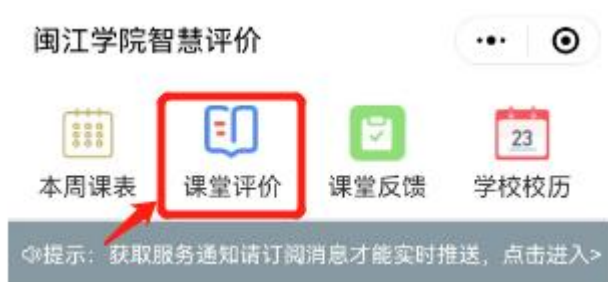 闽江学院智慧评价
23
本周课表 课堂评价 课堂反馈 学校校历
提示：获取服务通知请订阅消息才能实时推送，点击进入>